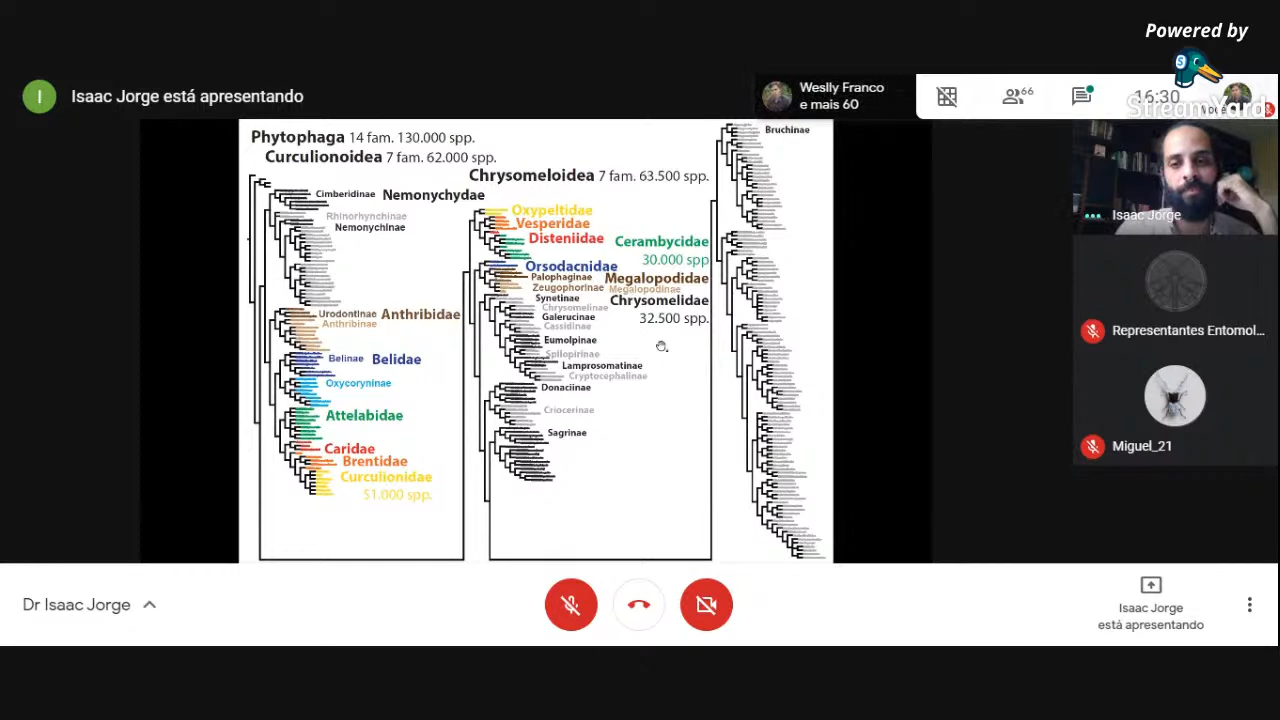 Powered by
StreamYard
Isaac Jorge está apresentando
Weslly Franco
e mais 60
66
16:30
Phytophaga 14 fam. 130.000 spp.
Curculionoidea 7 fam. 62.000 spp.
Cimberidinae Nemonychydae
Rhinorhynchinae
Nemonychinae
Urodontinae Anthribidae
Anthribinae
Belinae Belidae
Oxycoryninae
Attelabidae
Caridae
Brentidae
Curculionidae
51.000 spp.
Chrysomeloidea 7 fam. 63.500 spp.
Oxypeltidae
Vesperidae
Disteniidae
Cerambycidae
30.000 spp
Orsodacnidae
Palophaginae Megalopodidae
Zeugophorinae Megalopodinae
Synetinae Chrysomelidae
Chrysomelinae
Galerucinae 32.500 spp.
Cassidinae
Eumolpinae
Spilopirinae
Lamprosomatinae
Cryptocephalinae
Donaciinae
Criocerinae
Sagrinae
Bruchinae
Isaac Jorge
Representantes Entomol...
Miguel_21
Dr Isaac Jorge
Isaac Jorge
está apresentando